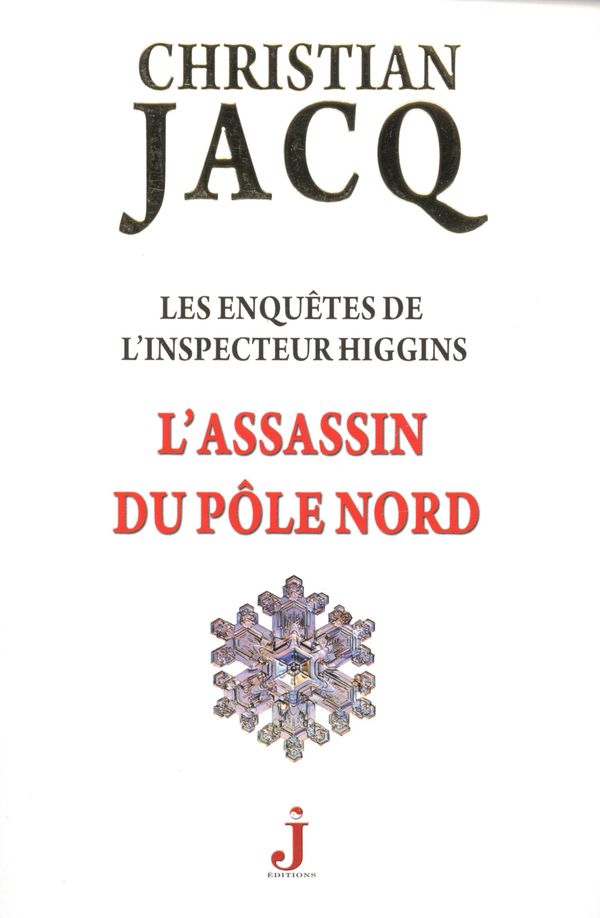 CHRISTIAN
JACQ
LES ENQUÊTES DE
L'INSPECTEUR HIGGINS
L'ASSASSIN
DU PÔLE NORD
J
ÉDITIONS